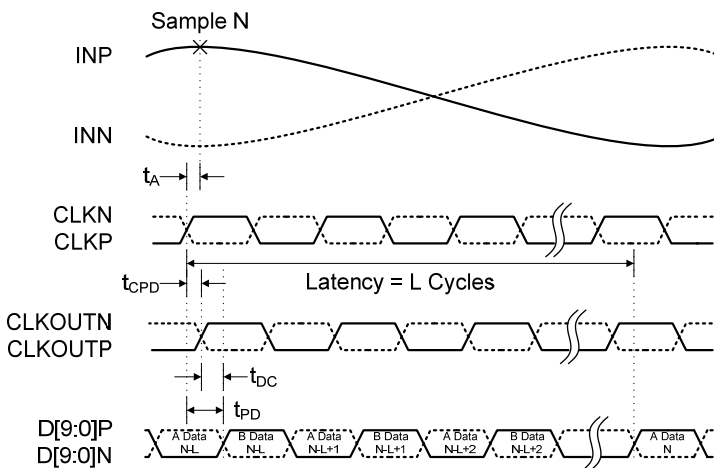 Sample N
INP
INN
tA
CLKN
CLKP
tCPD
Latency = L Cycles
CLKOUTN
CLKOUTP
tDC
tPD
D[9:0]P
D[9:0]N
A Data
N-L
B Data
N-L
A Data
N-L+1
B Data
N-L+1
A Data
N-L+2
B Data
N-L+2
A Data
N